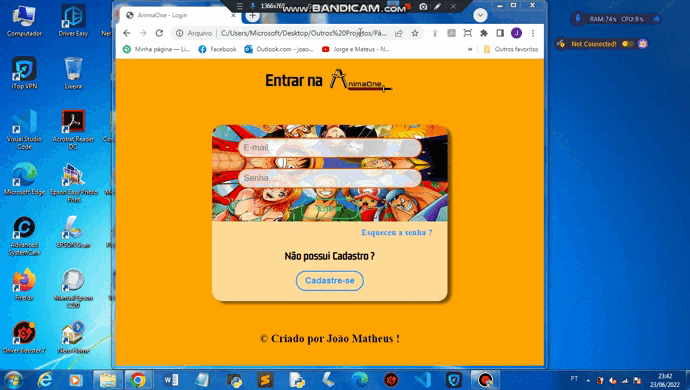 Computador
Driver Easy
iTop VPN
Lixeira
Visual Studio
Code
Acrobat Reader
DC
Microsoft Edge
Epson Easy Photo
Print
Advanced
SystemCare
EPSON Scan
Firefox
Manual Epson
L220
Driver Booster 7
Nero Home
AnimaOne - Login
1366x768
www.BANDICAM.com
Arquivo
C:/Users/Microsoft/Desktop/Outros%20Projetos/Pá...
J
Minha página — Li...
Facebook
Outlook.com - joao...
Jorge e Mateus - N...
Outros favoritos
RAM:74%
CPU:9%
Not Connected!
Entrar na AnimaOne
E-mail
Senha
Esqueceu a senha ?
Não possui Cadastro ?
Cadastre-se
© Criado por João Matheus !
PT
23:42
23/06/2022